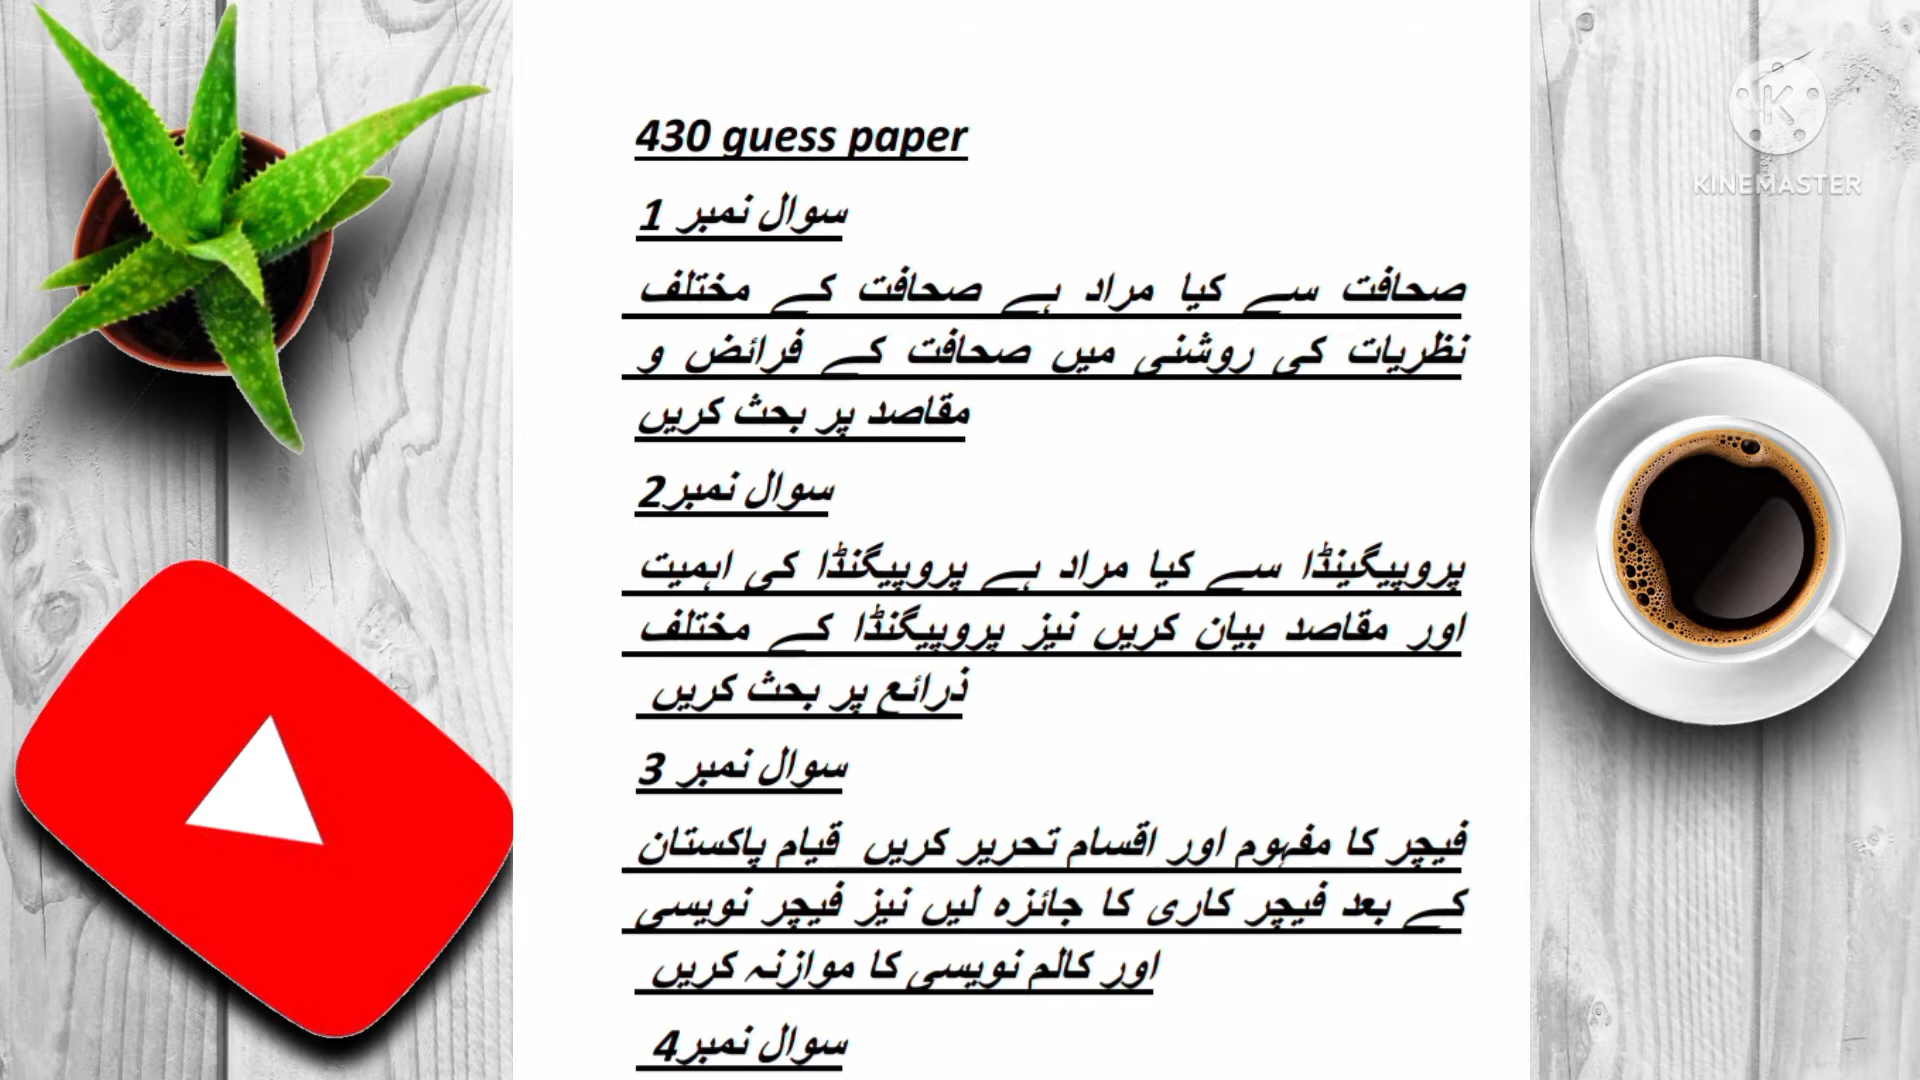 430 guess paper
سوال نمبر 1
صحافت سے کیا مراد ہے صحافت کے مختلف
نظریات کی روشنی میں صحافت کے فرائض و
مقاصد پر بحث کریں
سوال نمبر2
پروپیگینڈا سے کیا مراد ہے پروپیگنڈا کی اہمیت
اور مقاصد بیان کریں نیز پروپیگنڈا کے مختلف
ذرائع پر بحث کریں
سوال نمبر 3
فیچر کا مفہوم اور اقسام تحریر کریں قیام پاکستان
کے بعد فیچر کاری کا جائزہ لیں نیز فیچر نویسی
اور کالم نویسی کا موازنہ کریں
سوال نمبر4
K
KINEMASTER